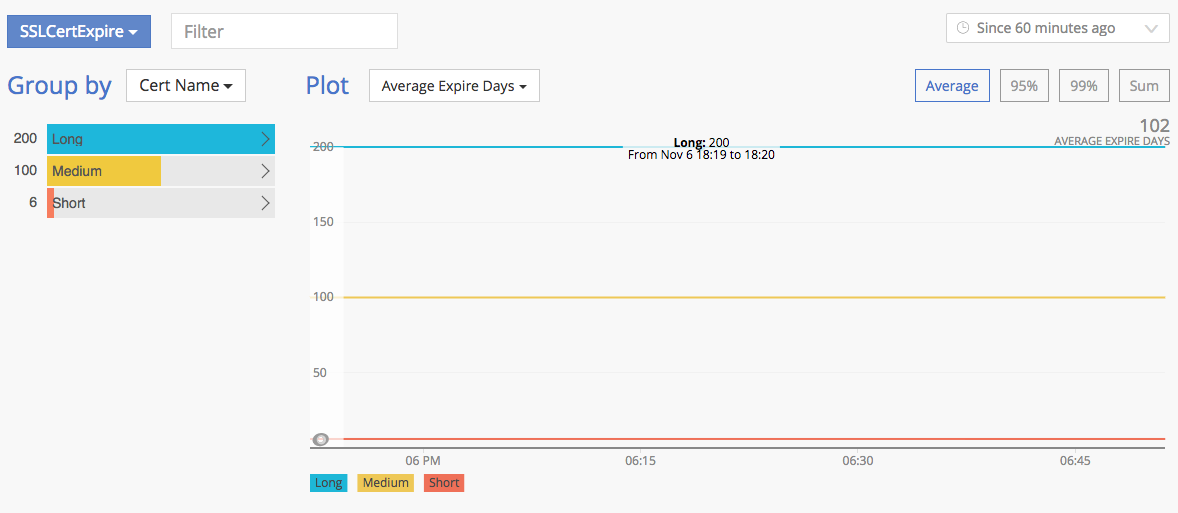 SSLCertExpire
Filter
Since 60 minutes ago
Group by
Cert Name
Plot
Average Expire Days
Average
95%
99%
Sum
200
Long
100
Medium
6
Short
102
AVERAGE EXPIRE DAYS
Long: 200
From Nov 6 18:19 to 18:20
200
150
100
50
06 PM
06:15
06:30
06:45
Long
Medium
Short